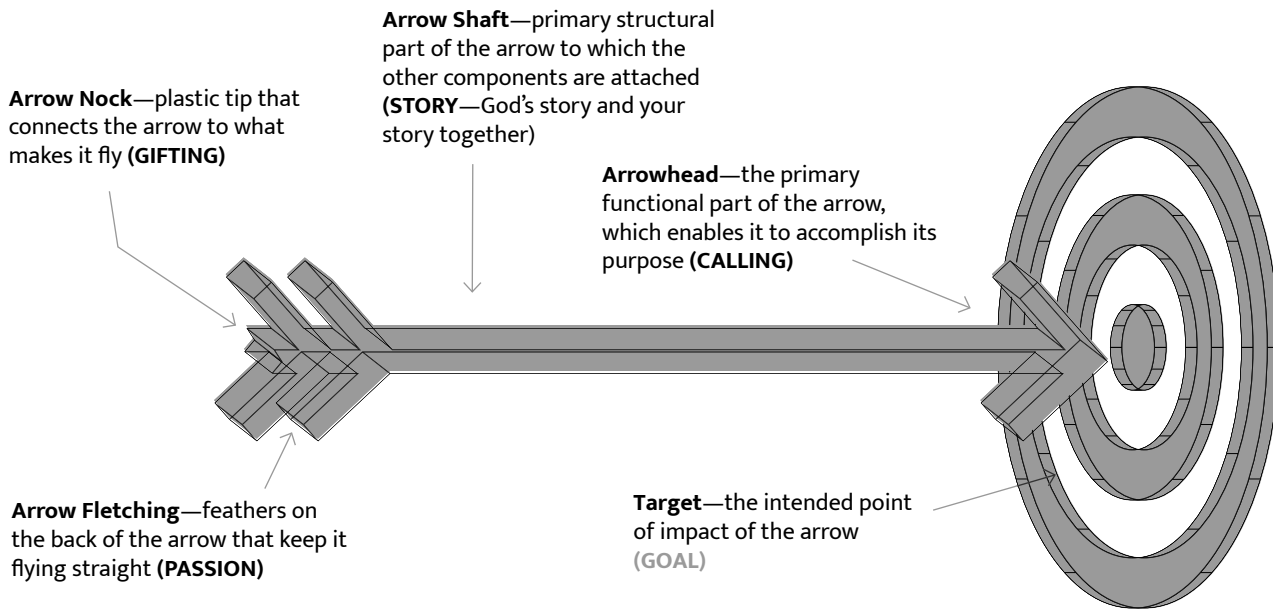 Arrow Shaft—primary structural
part of the arrow to which the
other components are attached
(STORY—God’s story and your
story together)
Arrow Nock—plastic tip that
connects the arrow to what
makes it fly (GIFTING)
Arrowhead—the primary
functional part of the arrow,
which enables it to accomplish its
purpose (CALLING)
Arrow Fletching—feathers on
the back of the arrow that keep it
flying straight (PASSION)
Target—the intended point
of impact of the arrow
(GOAL)